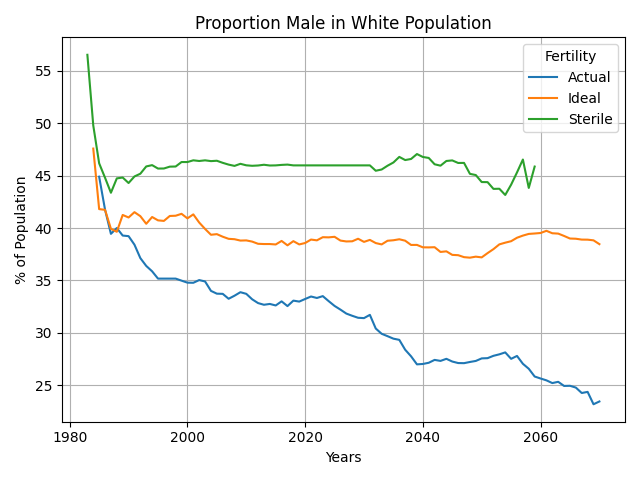 Proportion Male in White Population
% of Population
55
50
45
40
35
30
25
Fertility
Actual
Ideal
Sterile
1980
2000
2020
2040
2060
Years